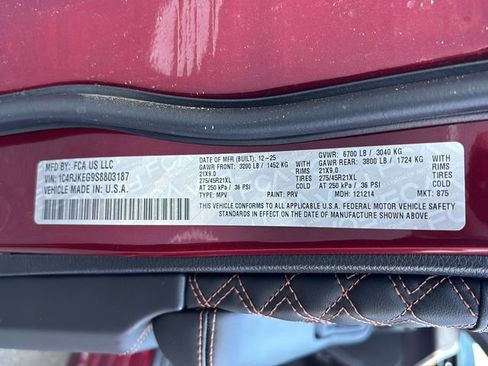 MFD BY: FCA US LLC
VIN: 1C4RJKEG9S8803187
VEHICLE MADE IN: U.S.A.
DATE OF MFR (BUILT): 12-25
GAWR FRONT: 3200 LB / 1452 KG WITH
21X9.0 RIMS
275/45R21XL TIRES
AT 250 kPa / 36 PSI COLD
TYPE: MPV PAINT: PRV
GVWR: 6700 LB / 3040 KG
GAWR REAR: 3800 LB / 1724 KG WITH
21X9.0 RIMS
275/45R21XL TIRES
AT 250 kPa / 36 PSI COLD
MDH: 121214 MKT: 875
THIS VEHICLE CONFORMS TO ALL APPLICABLE U.S.A. FEDERAL MOTOR VEHICLE
SAFETY STANDARDS IN EFFECT ON THE DATE OF MANUFACTURE SHOWN ABOVE.